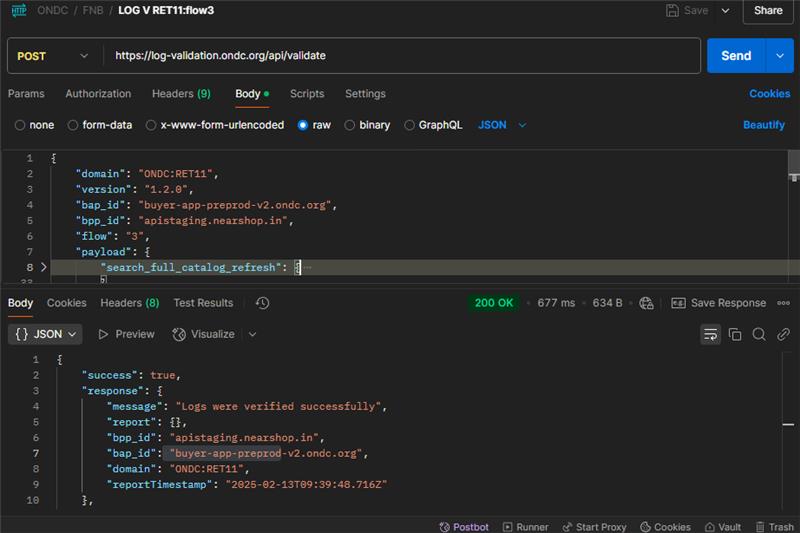 HTTP ONDC / FNB / LOG V RET11:flow3 Save Share
POST https://log-validation.ondc.org/api/validate Send
Params Authorization Headers (9) Body Scripts Settings Cookies
none form-data x-www-form-urlencoded raw binary GraphQL JSON Beautify
1 {
2 "domain": "ONDC:RET11",
3 "version": "1.2.0",
4 "bap_id": "buyer-app-preprod-v2.ondc.org",
5 "bpp_id": "apistaging.nearshop.in",
6 "flow": "3",
7 "payload": {
8 "search_full_catalog_refresh": { ...
Body Cookies Headers (8) Test Results 200 OK 677 ms 634 B Save Response
{} JSON Preview Visualize
1 {
2 "success": true,
3 "response": {
4 "message": "Logs were verified successfully",
5 "report": {},
6 "bpp_id": "apistaging.nearshop.in",
7 "bap_id": "buyer-app-preprod-v2.ondc.org",
8 "domain": "ONDC:RET11",
9 "reportTimestamp": "2025-02-13T09:39:48.716Z"
10 },
Postbot Runner Start Proxy Cookies Vault Trash